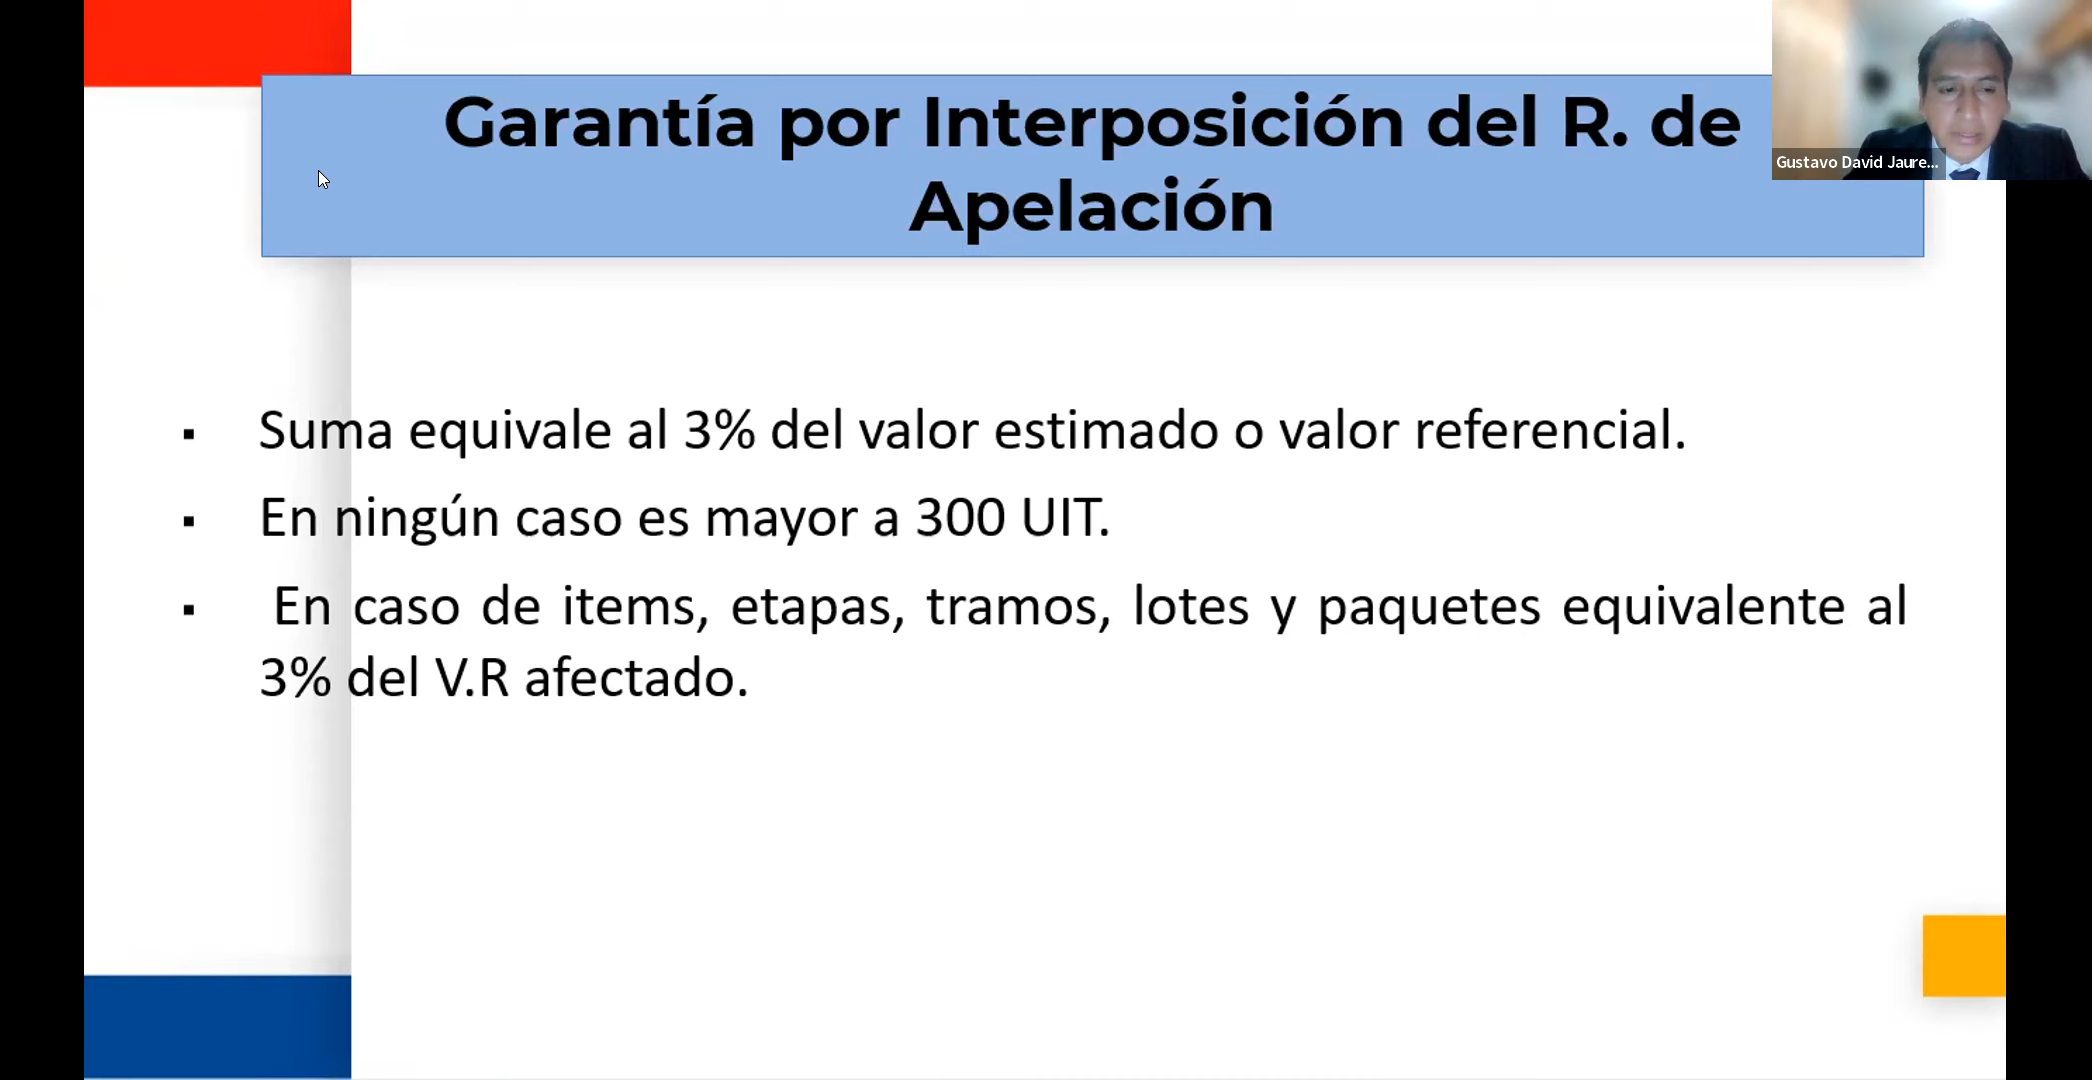 Garantía por Interposición del R. de
Apelación
Gustavo David Jaure...
▪ Suma equivale al 3% del valor estimado o valor referencial.
▪ En ningún caso es mayor a 300 UIT.
▪ En caso de items, etapas, tramos, lotes y paquetes equivalente al
3% del V.R afectado.